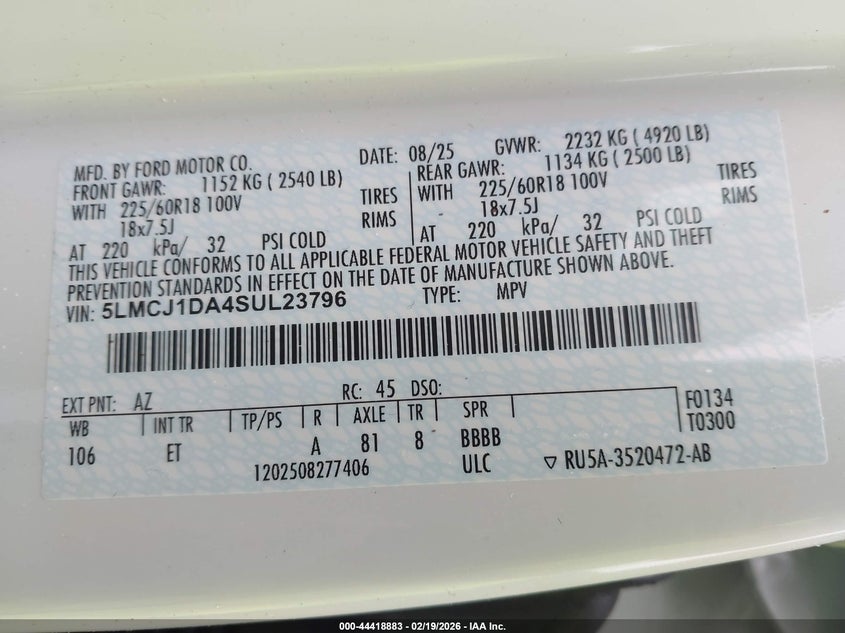 MFD. BY FORD MOTOR CO. DATE: 08/25 GVWR: 2232 KG ( 4920 LB)
FRONT GAWR: 1152 KG ( 2540 LB) REAR GAWR: 1134 KG ( 2500 LB)
WITH 225/60R18 100V TIRES WITH 225/60R18 100V TIRES
18x7.5J RIMS 18x7.5J RIMS
AT 220 kPa/ 32 PSI COLD AT 220 kPa/ 32 PSI COLD
THIS VEHICLE CONFORMS TO ALL APPLICABLE FEDERAL MOTOR VEHICLE SAFETY AND THEFT
PREVENTION STANDARDS IN EFFECT ON THE DATE OF MANUFACTURE SHOWN ABOVE.
VIN: 5LMCJ1DA4SUL23796 TYPE: MPV
EXT PNT: AZ RC: 45 DSO:
WB INT TR TP/PS R AXLE TR SPR F0134
106 ET A 81 8 BBBB T0300
1202508277406 ULC ▽ RU5A-3520472-AB
000-44418883 | 02/19/2026 | IAA Inc.